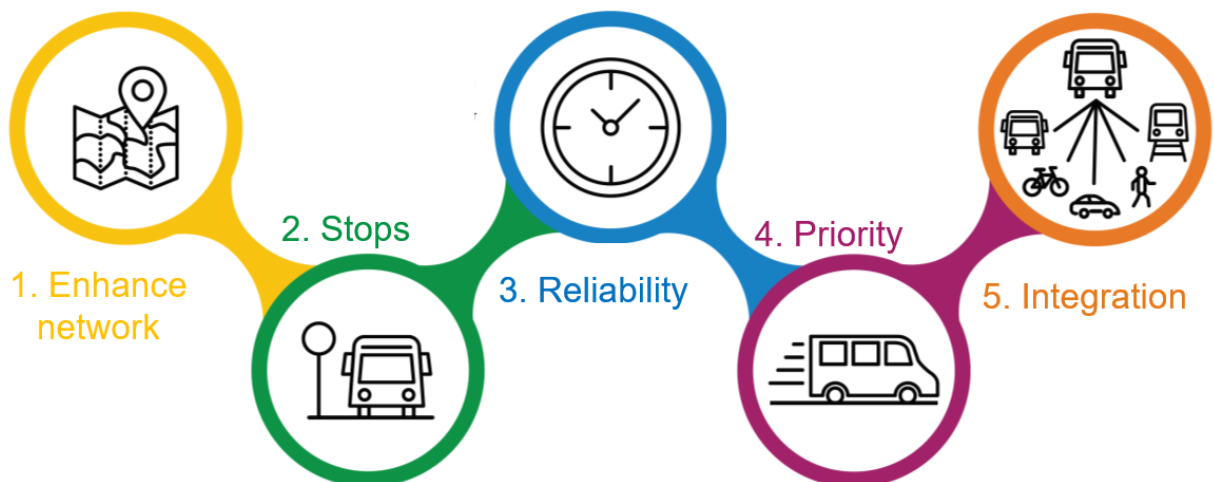 1. Enhance
network
2. Stops
3. Reliability
4. Priority
5. Integration